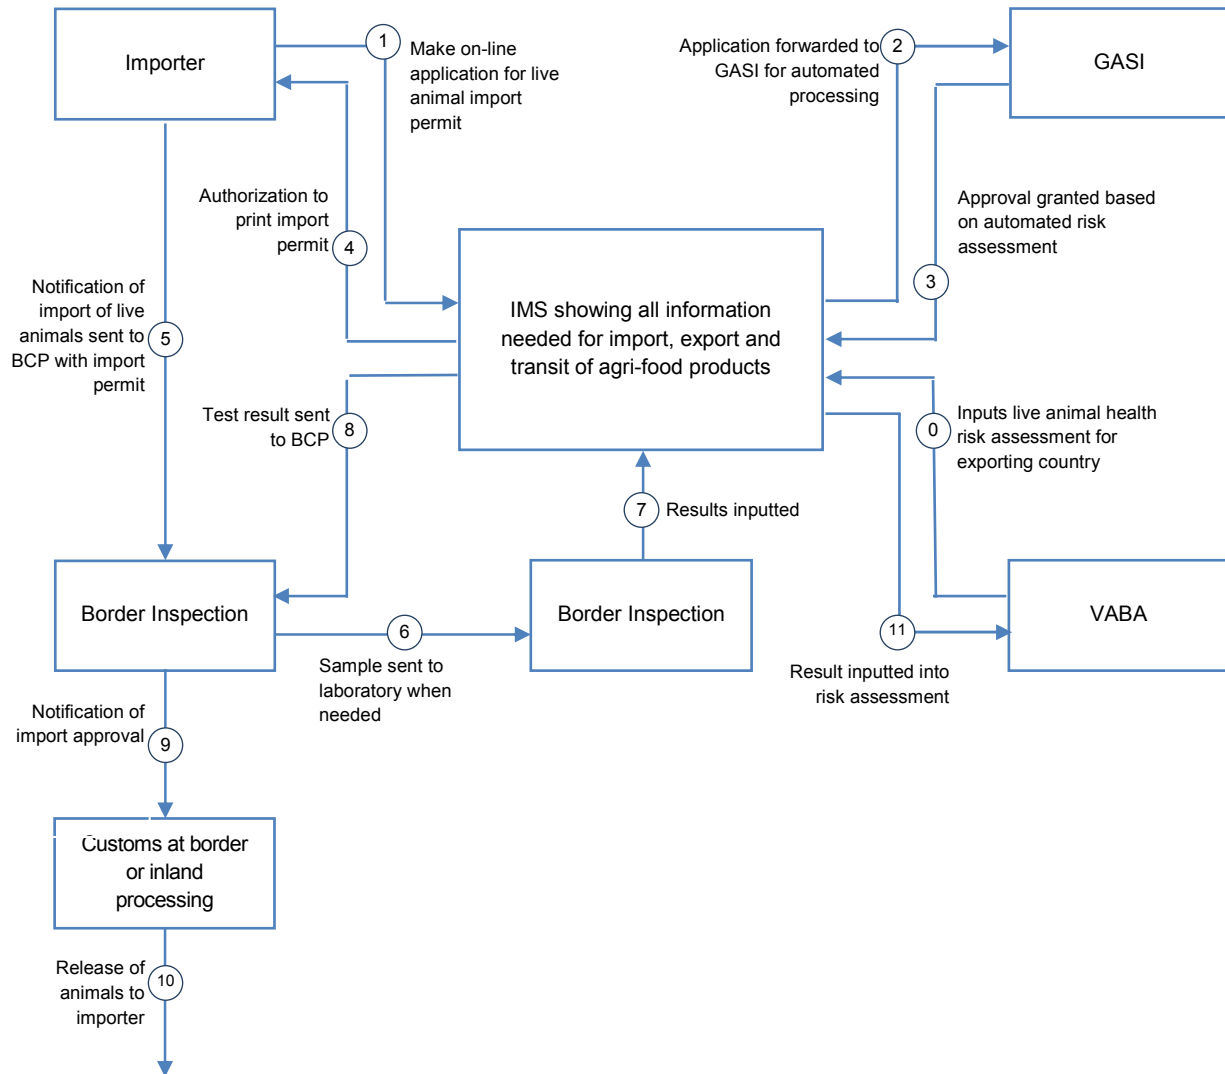 Importer
1
Make on-line
application for live
animal import
permit
Application forwarded to
GASI for automated
processing
2
GASI
Authorization to
print import
permit
4
Approval granted based
on automated risk
assessment
3
Notification of
import of live
animals sent to
BCP with import
permit
5
IMS showing all information
needed for import, export and
transit of agri-food products
Test result sent
to BCP
8
0
Inputs live animal health
risk assessment for
exporting country
7
Results inputted
Border Inspection
6
Sample sent to
laboratory when
needed
Border Inspection
11
Result inputted into
risk assessment
VABA
Notification of
import approval
9
Customs at border
or inland
processing
Release of
animals to
importer
10